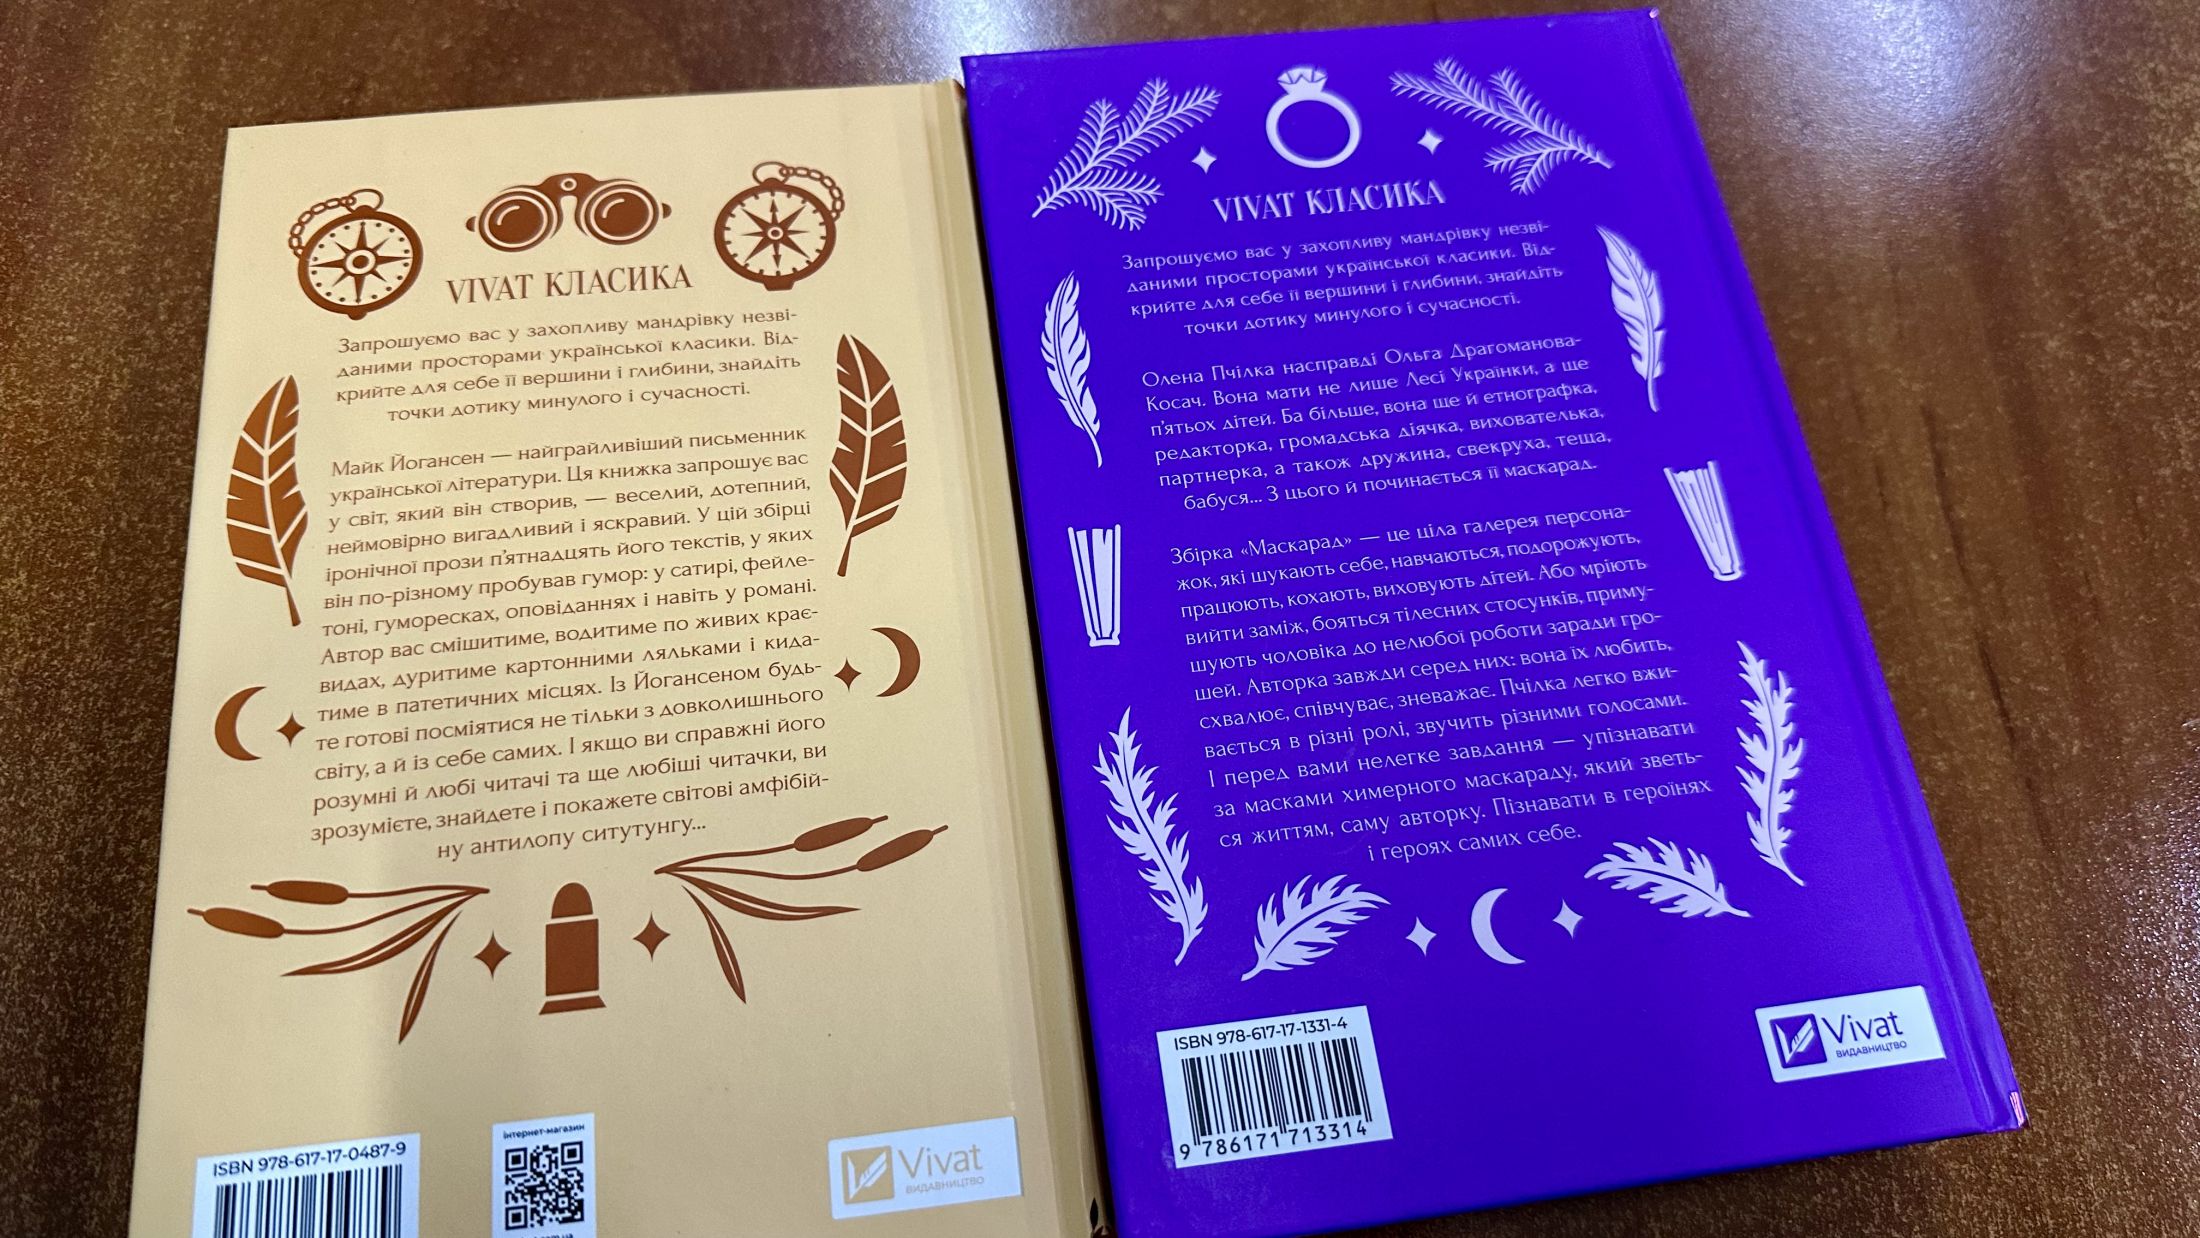 VIVAT КЛАСИКА
Запрошуємо вас у захопливу мандрівку незві-
даними просторами української класики. Від-
крийте для себе її вершини і глибини, знайдіть
точки дотику минулого і сучасності.
Майк Йогансен — найграйливіший письменник
української літератури. Ця книжка запрошує вас
у світ, який він створив, — веселий, дотепний,
неймовірно вигадливий і яскравий. У цій збірці
іронічної прози п’ятнадцять його текстів, у яких
він по-різному пробував гумор: у сатирі, фейле-
тоні, гуморесках, оповіданнях і навіть у романі.
Автор вас смішитиме, водитиме по живих крає-
видах, дуритиме картонними ляльками і кида-
тиме в патетичних місцях. Із Йогансеном будь-
те готові посміятися не тільки з довколишнього
світу, а й із себе самих. І якщо ви справжні його
розумні й любі читачі та ще любіші читачки, ви
зрозумієте, знайдете і покажете світові амфібій-
ну антилопу ситутунгу...
ISBN 978-617-17-0487-9
інтернет-магазин
Vivat
ВИДАВНИЦТВО
VIVAT КЛАСИКА
Запрошуємо вас у захопливу мандрівку незві-
даними просторами української класики. Від-
крийте для себе її вершини і глибини, знайдіть
точки дотику минулого і сучасності.
Олена Пчілка насправді Ольга Драгоманова-
Косач. Вона мати не лише Лесі Українки, а ще
п’ятьох дітей. Ба більше, вона ще й етнографка,
редакторка, громадська діячка, вихователька,
партнерка, а також дружина, свекруха, теща,
бабуся... З цього й починається її маскарад.
Збірка «Маскарад» — це ціла галерея персона-
жок, які шукають себе, навчаються, подорожують,
працюють, кохають, виховують дітей. Або мріють
вийти заміж, бояться тілесних стосунків, приму-
шують чоловіка до нелюбої роботи заради гро-
шей. Авторка завжди серед них: вона їх любить,
схвалює, співчуває, зневажає. Пчілка легко вжи-
вається в різні ролі, звучить різними голосами.
І перед вами нелегке завдання — упізнавати
за масками химерного маскараду, який зветь-
ся життям, саму авторку. Пізнавати в героїнях
і героях самих себе.
ISBN 978-617-17-1331-4
9 786171 713314
Vivat
ВИДАВНИЦТВО